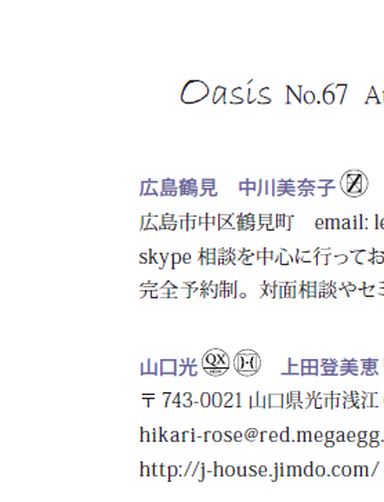 Oasis No.67
広島鶴見　中川美奈子
広島市中区鶴見町　email: le
skype 相談を中心に行ってお
完全予約制。対面相談やセミ
山口光 QX 上田登美恵
〒743-0021 山口県光市浅江
hikari-rose@red.megaegg.
http://j-house.jimdo.com/